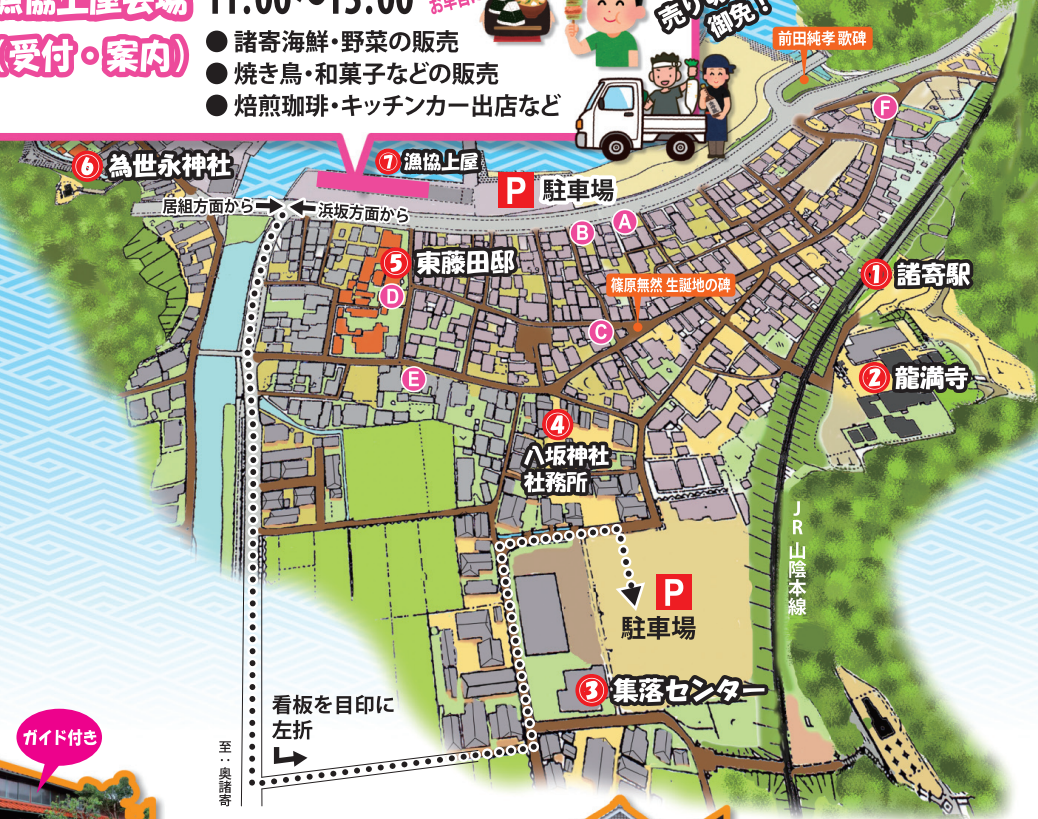 漁協上屋会場 11:00〜15:00
(受付・案内)
● 諸寄海鮮・野菜の販売
● 焼き鳥・和菓子などの販売
● 焙煎珈琲・キッチンカー出店など
御免!
前田純孝 歌碑
F
⑥ 為世永神社
⑦ 漁協上屋
P 駐車場
居組方面から
浜坂方面から
A
B
⑤ 東藤田邸
D
篠原無然 生誕地の碑
C
① 諸寄駅
② 龍満寺
E
④
八坂神社
社務所
JR山陰本線
P
駐車場
③ 集落センター
看板を目印に
左折
至:奥諸寄
ガイド付き